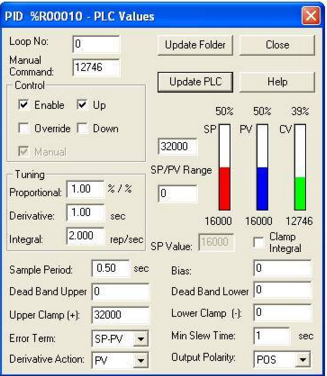 PID %R00010 - PLC Values
Loop No: 0
Update Folder
Close
Manual
Command: 12746
Update PLC
Help
Control
Enable
Up
Override
Down
Manual
32000
50%
50%
39%
SP
PV
CV
SP/PV Range
0
Tuning
Proportional: 1.00 % / %
Derivative: 1.00 sec
Integral: 2.000 rep/sec
16000
16000
12746
SP Value: 16000
Clamp
Integral
Sample Period: 0.50 sec
Bias: 0
Dead Band Upper 0
Dead Band Lower 0
Upper Clamp (+): 32000
Lower Clamp (-): 0
Error Term: SP-PV
Min Slew Time: 1 sec
Derivative Action: PV
Output Polarity: POS